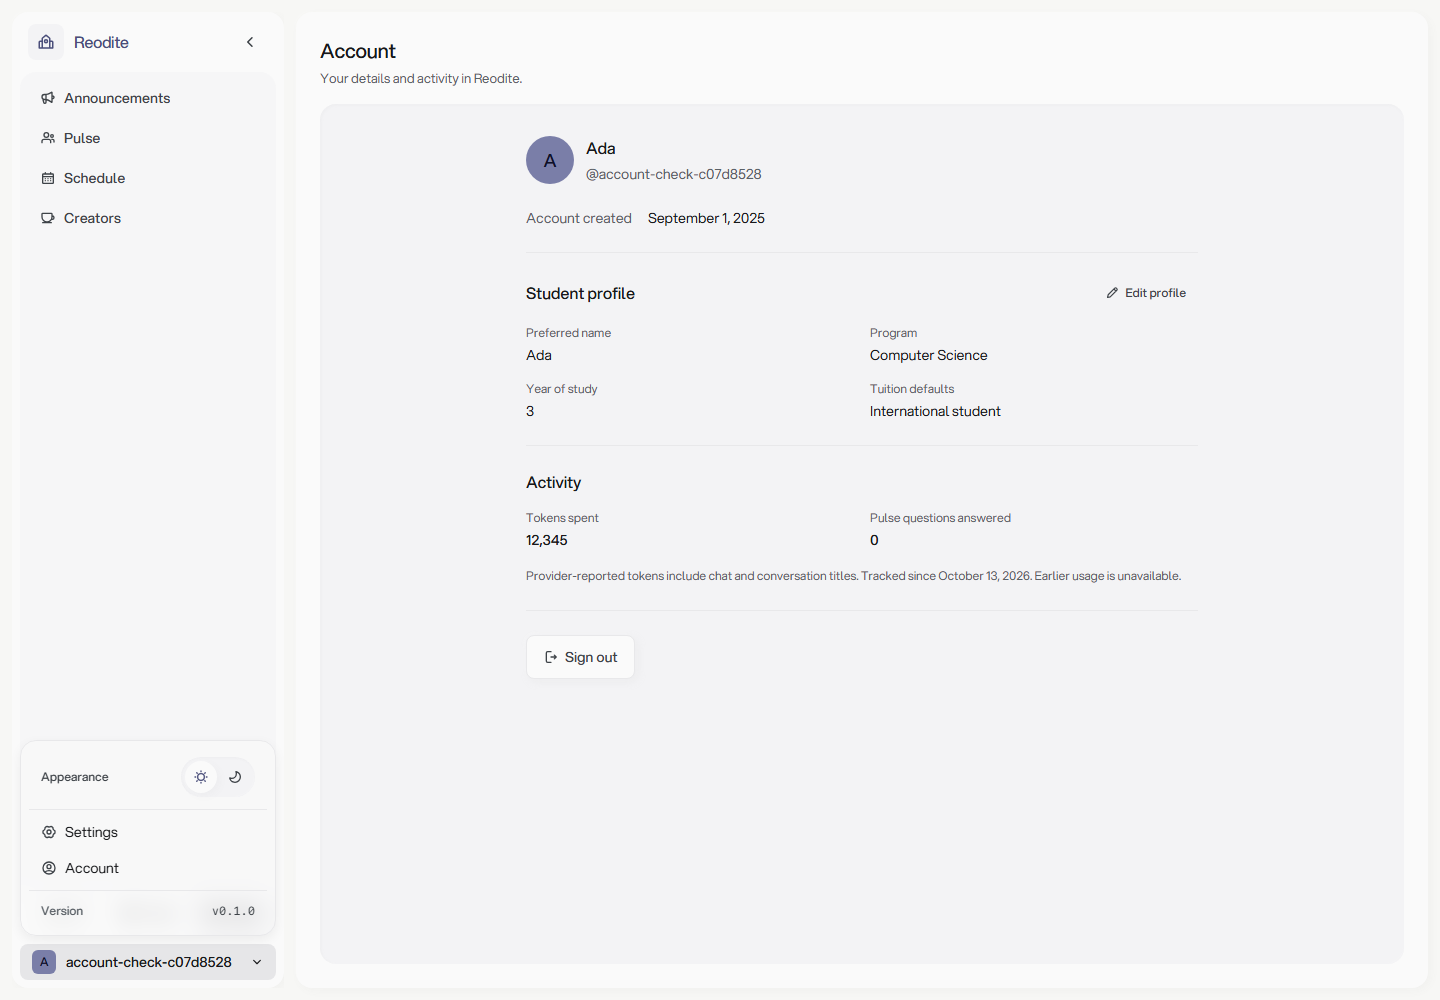 Reodite
Announcements
Pulse
Schedule
Creators
Appearance
Settings
Account
Version v0.1.0
A account-check-c07d8528
Account
Your details and activity in Reodite.
A
Ada
@account-check-c07d8528
Account created September 1, 2025
Student profile
Edit profile
Preferred name
Ada
Program
Computer Science
Year of study
3
Tuition defaults
International student
Activity
Tokens spent
12,345
Pulse questions answered
0
Provider-reported tokens include chat and conversation titles. Tracked since October 13, 2026. Earlier usage is unavailable.
Sign out